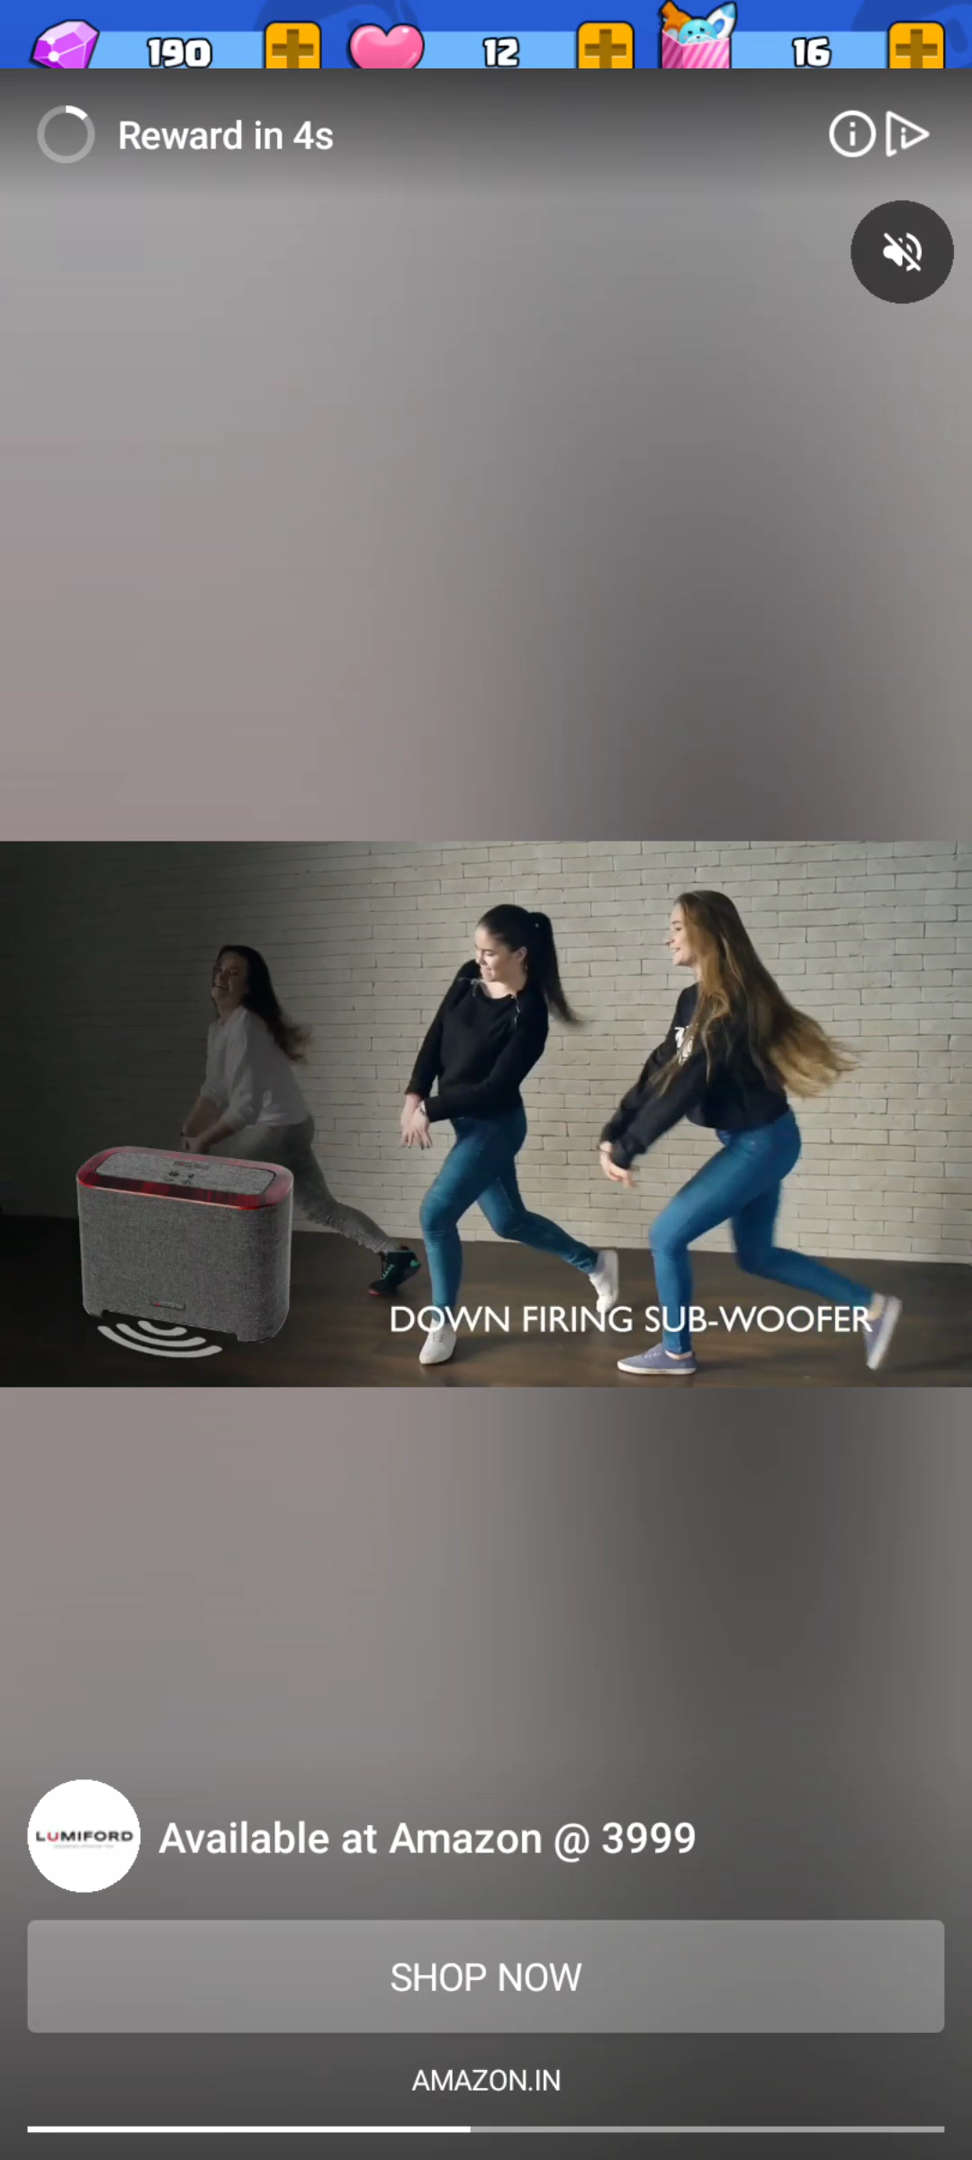 190 12 16
Reward in 4s
DOWN FIRING SUB-WOOFER
LUMIFORD
Available at Amazon @ 3999
SHOP NOW
AMAZON.IN